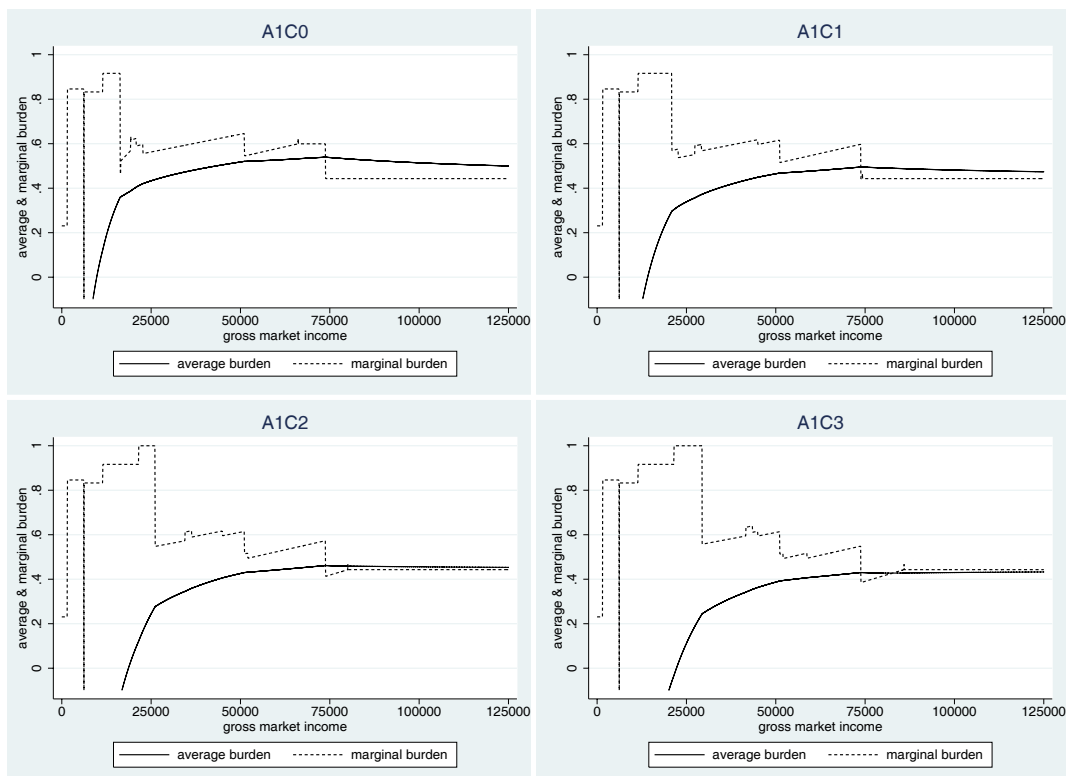 A1C0
average & marginal burden
1
.8
.6
.4
.2
0
0 25000 50000 75000 100000 125000
gross market income
average burden marginal burden
A1C1
average & marginal burden
1
.8
.6
.4
.2
0
0 25000 50000 75000 100000 125000
gross market income
average burden marginal burden
A1C2
average & marginal burden
1
.8
.6
.4
.2
0
0 25000 50000 75000 100000 125000
gross market income
average burden marginal burden
A1C3
average & marginal burden
1
.8
.6
.4
.2
0
0 25000 50000 75000 100000 125000
gross market income
average burden marginal burden